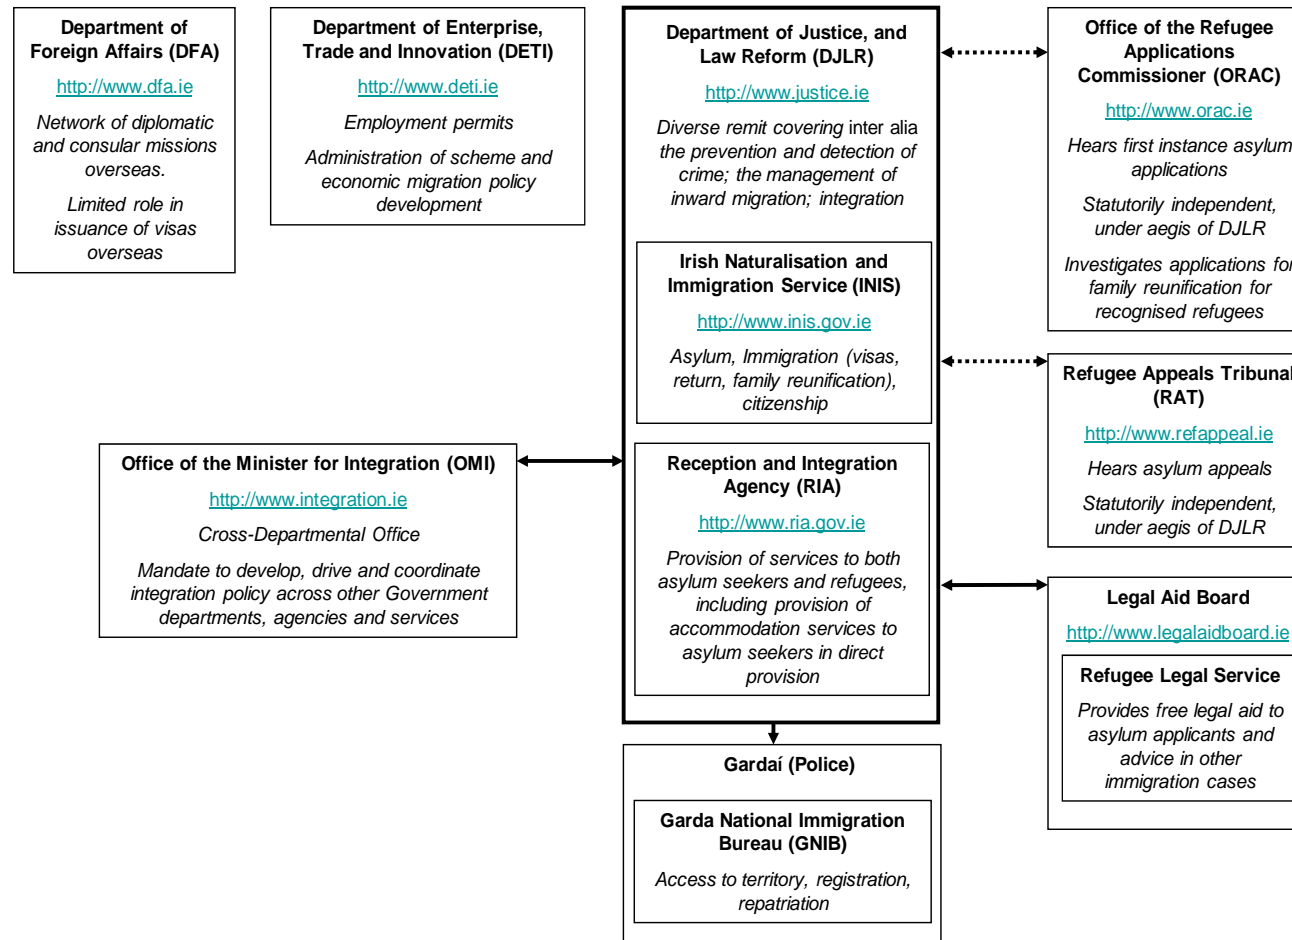 Department of
Foreign Affairs (DFA)
http://www.dfa.ie
Network of diplomatic
and consular missions
overseas.
Limited role in
issuance of visas
overseas
Department of Enterprise,
Trade and Innovation (DETI)
http://www.deti.ie
Employment permits
Administration of scheme and
economic migration policy
development
Department of Justice, and
Law Reform (DJLR)
http://www.justice.ie
Diverse remit covering inter alia
the prevention and detection of
crime; the management of
inward migration; integration
Irish Naturalisation and
Immigration Service (INIS)
http://www.inis.gov.ie
Asylum, Immigration (visas,
return, family reunification),
citizenship
Reception and Integration
Agency (RIA)
http://www.ria.gov.ie
Provision of services to both
asylum seekers and refugees,
including provision of
accommodation services to
asylum seekers in direct
provision
Office of the Refugee
Applications
Commissioner (ORAC)
http://www.orac.ie
Hears first instance asylum
applications
Statutorily independent,
under aegis of DJLR
Investigates applications for
family reunification for
recognised refugees
Refugee Appeals Tribunal
(RAT)
http://www.refappeal.ie
Hears asylum appeals
Statutorily independent,
under aegis of DJLR
Office of the Minister for Integration (OMI)
http://www.integration.ie
Cross-Departmental Office
Mandate to develop, drive and coordinate
integration policy across other Government
departments, agencies and services
Legal Aid Board
http://www.legalaidboard.ie
Refugee Legal Service
Provides free legal aid to
asylum applicants and
advice in other
immigration cases
Gardaí (Police)
Garda National Immigration
Bureau (GNIB)
Access to territory, registration,
repatriation